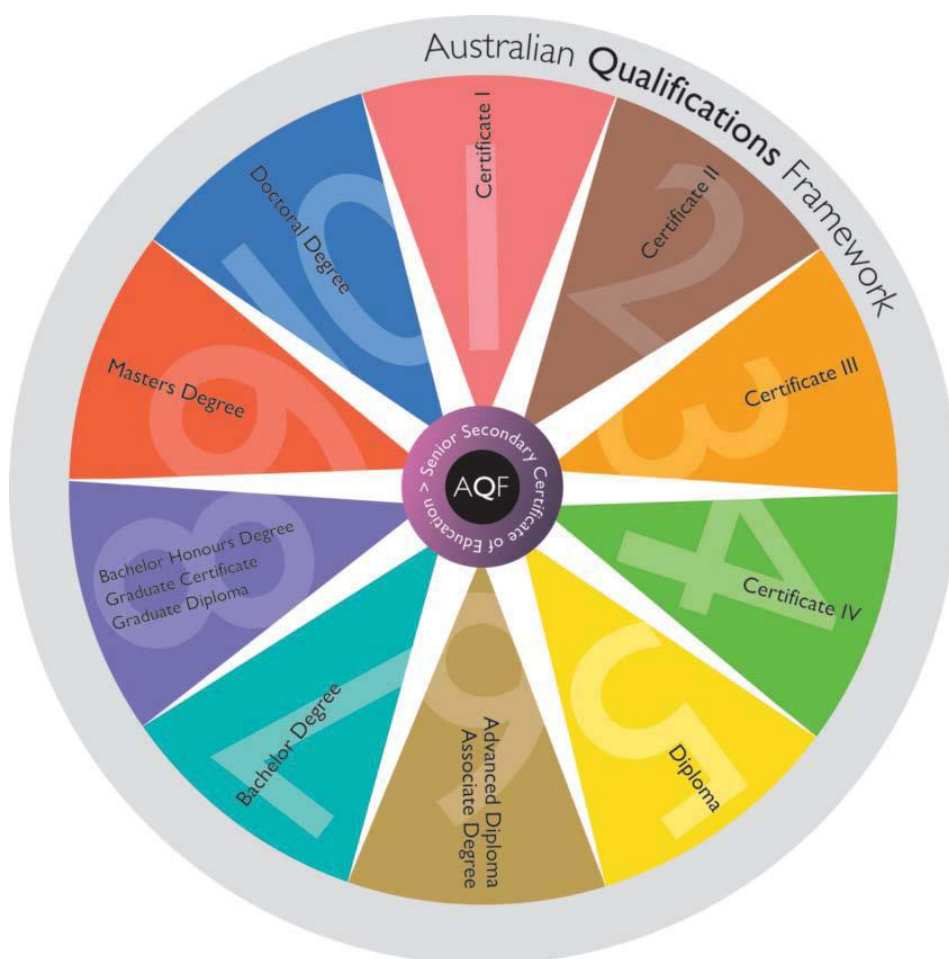 Australian Qualifications Framework
1
Certificate I
2
Certificate II
3
Certificate III
4
Certificate IV
5
Diploma
6
Advanced Diploma
Associate Degree
7
Bachelor Degree
8
Bachelor Honours Degree
Graduate Certificate
Graduate Diploma
9
Masters Degree
10
Doctoral Degree
AQF
Senior Secondary Certificate of Education >